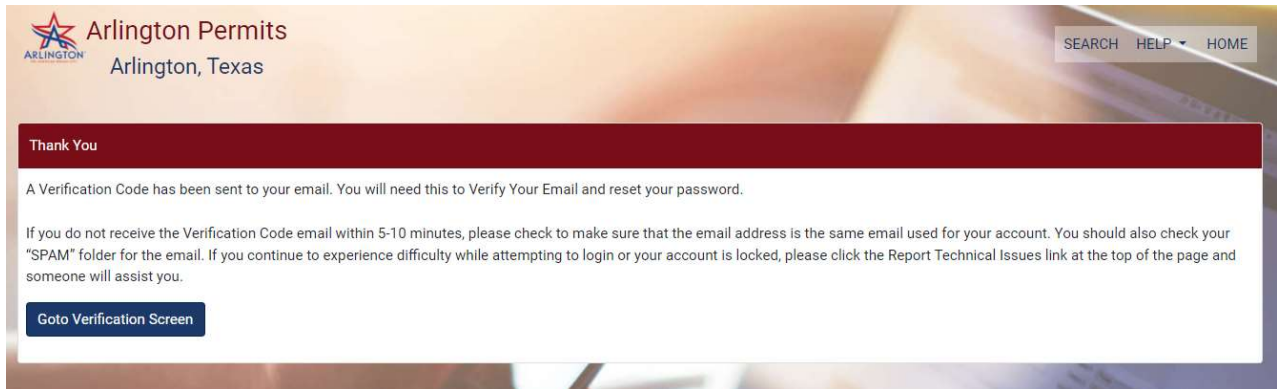 Arlington Permits
ARLINGTON
Arlington, Texas
SEARCH HELP HOME
Thank You
A Verification Code has been sent to your email. You will need this to Verify Your Email and reset your password.
If you do not receive the Verification Code email within 5-10 minutes, please check to make sure that the email address is the same email used for your account. You should also check your
“SPAM” folder for the email. If you continue to experience difficulty while attempting to login or your account is locked, please click the Report Technical Issues link at the top of the page and
someone will assist you.
Goto Verification Screen